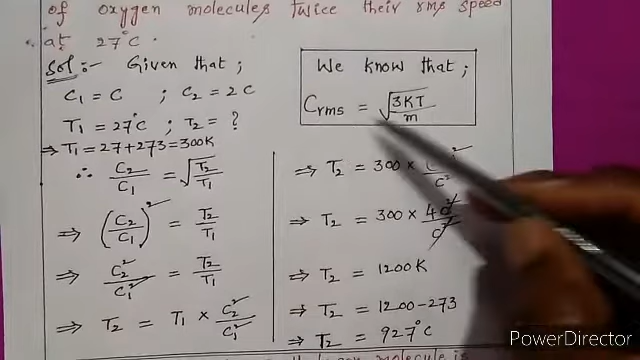 of oxygen molecules twice their rms speed
at 27°C.
Sol :- Given that ;
C₁ = C ; C₂ = 2C
T₁ = 27°C ; T₂ = ?
⇒ T₁ = 27 + 273 = 300K
∴ C₂/C₁ = √(T₂/T₁)
⇒ (C₂/C₁)² = T₂/T₁
⇒ C₂²/C₁² = T₂/T₁
⇒ T₂ = T₁ × C₂²/C₁²
We know that ;
Crms = √(3KT/m)
⇒ T₂ = 300 ×
⇒ T₂ = 300 × 4C²/C²
⇒ T₂ = 1200K
⇒ T₂ = 1200 - 273
⇒ T₂ = 927°C
molecule is
PowerDirector